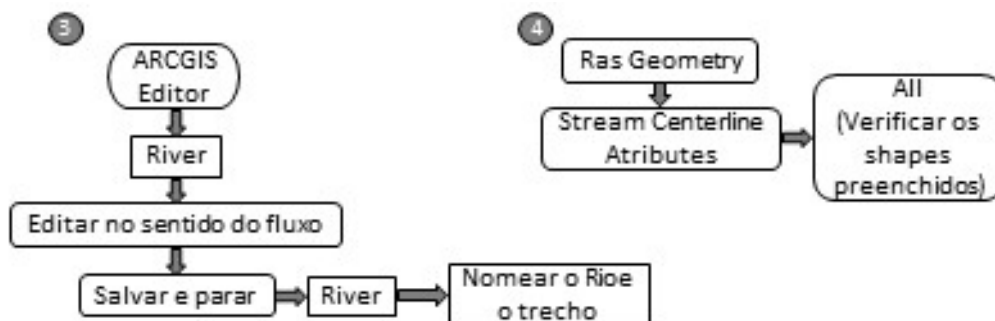 3
ARCGIS
Editor
River
Editar no sentido do fluxo
Salvar e parar
River
Nomear o Rioe
o trecho
4
Ras Geometry
Stream Centerline
Atributes
All
(Verificar os
shapes
preenchidos)